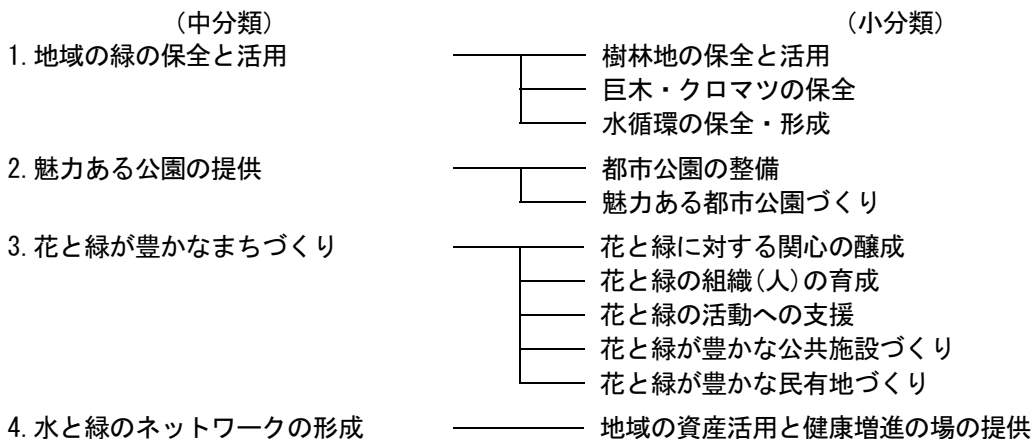 （中分類） （小分類）
1.地域の緑の保全と活用 樹林地の保全と活用
巨木・クロマツの保全
水循環の保全・形成
2.魅力ある公園の提供 都市公園の整備
魅力ある都市公園づくり
3.花と緑が豊かなまちづくり 花と緑に対する関心の醸成
花と緑の組織(人)の育成
花と緑の活動への支援
花と緑が豊かな公共施設づくり
花と緑が豊かな民有地づくり
4.水と緑のネットワークの形成 地域の資産活用と健康増進の場の提供